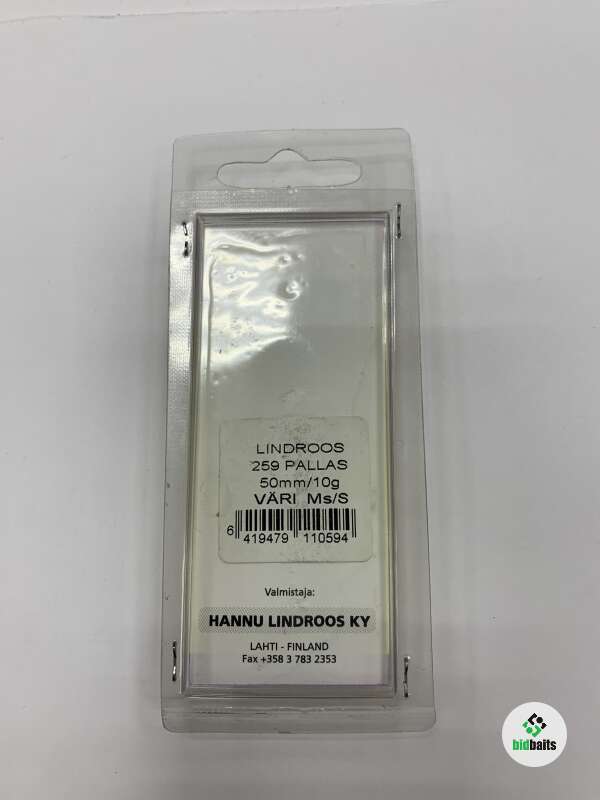 LINDROOS
259 PALLAS
50mm/10g
VÄRI Ms/S
6 419479 110594
Valmistaja:
HANNU LINDROOS KY
LAHTI - FINLAND
Fax +358 3 783 2353
bidbaits